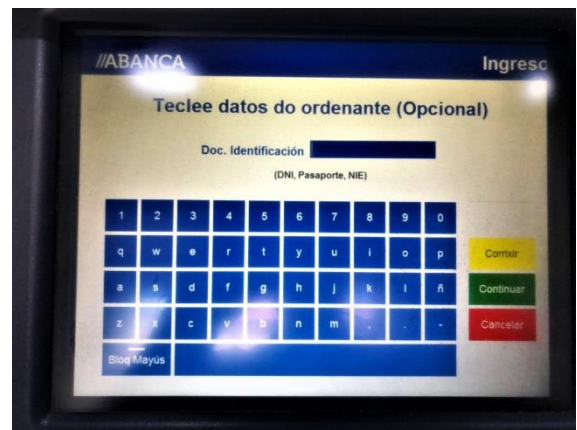 //ABANCA Ingreso
Teclee datos do ordenante (Opcional)
Doc. Identificación
(DNI, Pasaporte, NIE)
1 2 3 4 5 6 7 8 9 0
q w e r t y u i o p Corrixir
a s d f g h j k l ñ Continuer
z x c v b n m , . - Cancelar
Bloq Mayús